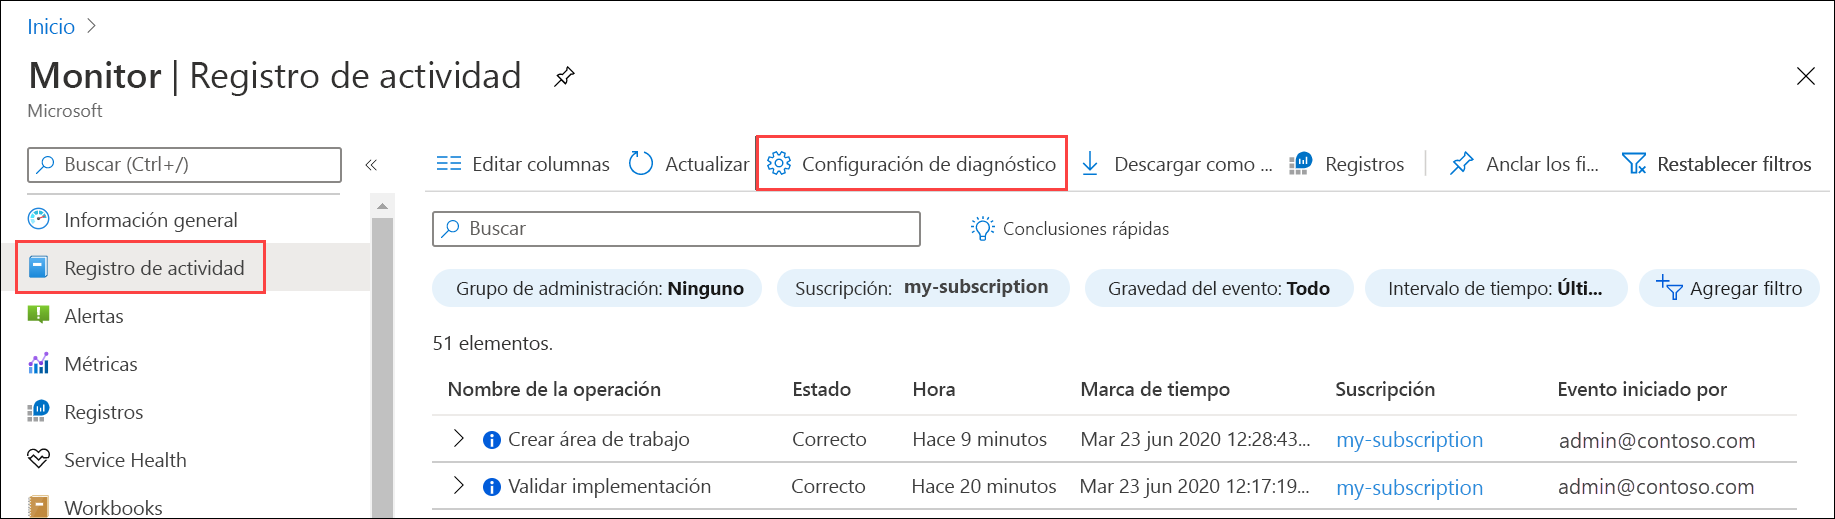 Inicio
Monitor | Registro de actividad
Microsoft
Buscar (Ctrl+/)
Información general
Registro de actividad
Alertas
Métricas
Registros
Service Health
Workbooks
Editar columnas Actualizar Configuración de diagnóstico Descargar como ... Registros Anclar los fi... Restablecer filtros
Buscar Conclusiones rápidas
Grupo de administración: Ninguno Suscripción: my-subscription Gravedad del evento: Todo Intervalo de tiempo: Últi... Agregar filtro
51 elementos.
Nombre de la operación Estado Hora Marca de tiempo Suscripción Evento iniciado por
Crear área de trabajo Correcto Hace 9 minutos Mar 23 jun 2020 12:28:43... my-subscription admin@contoso.com
Validar implementación Correcto Hace 20 minutos Mar 23 jun 2020 12:17:19... my-subscription admin@contoso.com